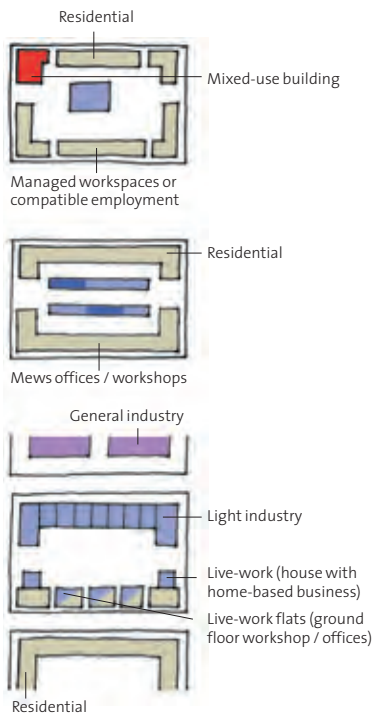 Residential
Mixed-use building
Managed workspaces or
compatible employment
Residential
Mews offices / workshops
General industry
Light industry
Live-work (house with
home-based business)
Live-work flats (ground
floor workshop / offices)
Residential